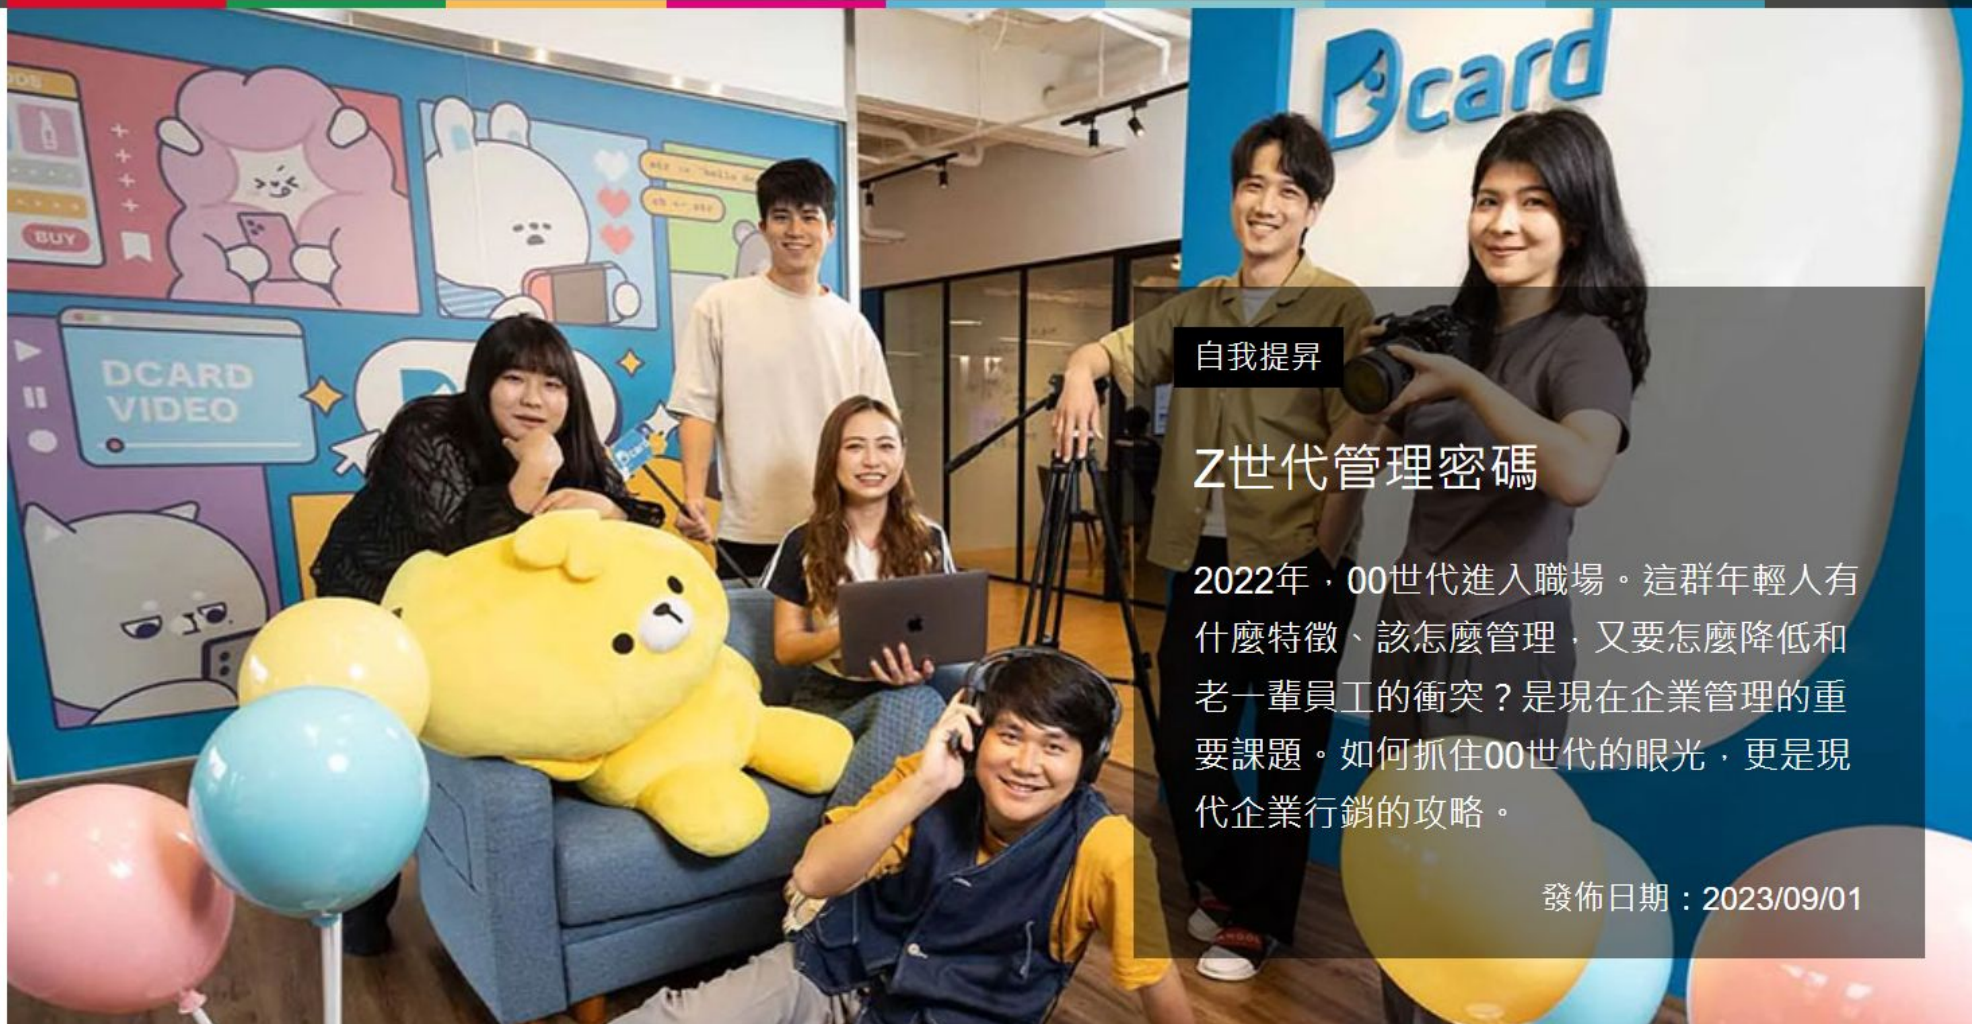 Dcard
BUY
DCARD
VIDEO
自我提昇
Z世代管理密碼
2022年，00世代進入職場。這群年輕人有
什麼特徵、該怎麼管理，又要怎麼降低和
老一輩員工的衝突？是現在企業管理的重
要課題。如何抓住00世代的眼光，更是現
代企業行銷的攻略。
發佈日期：2023/09/01